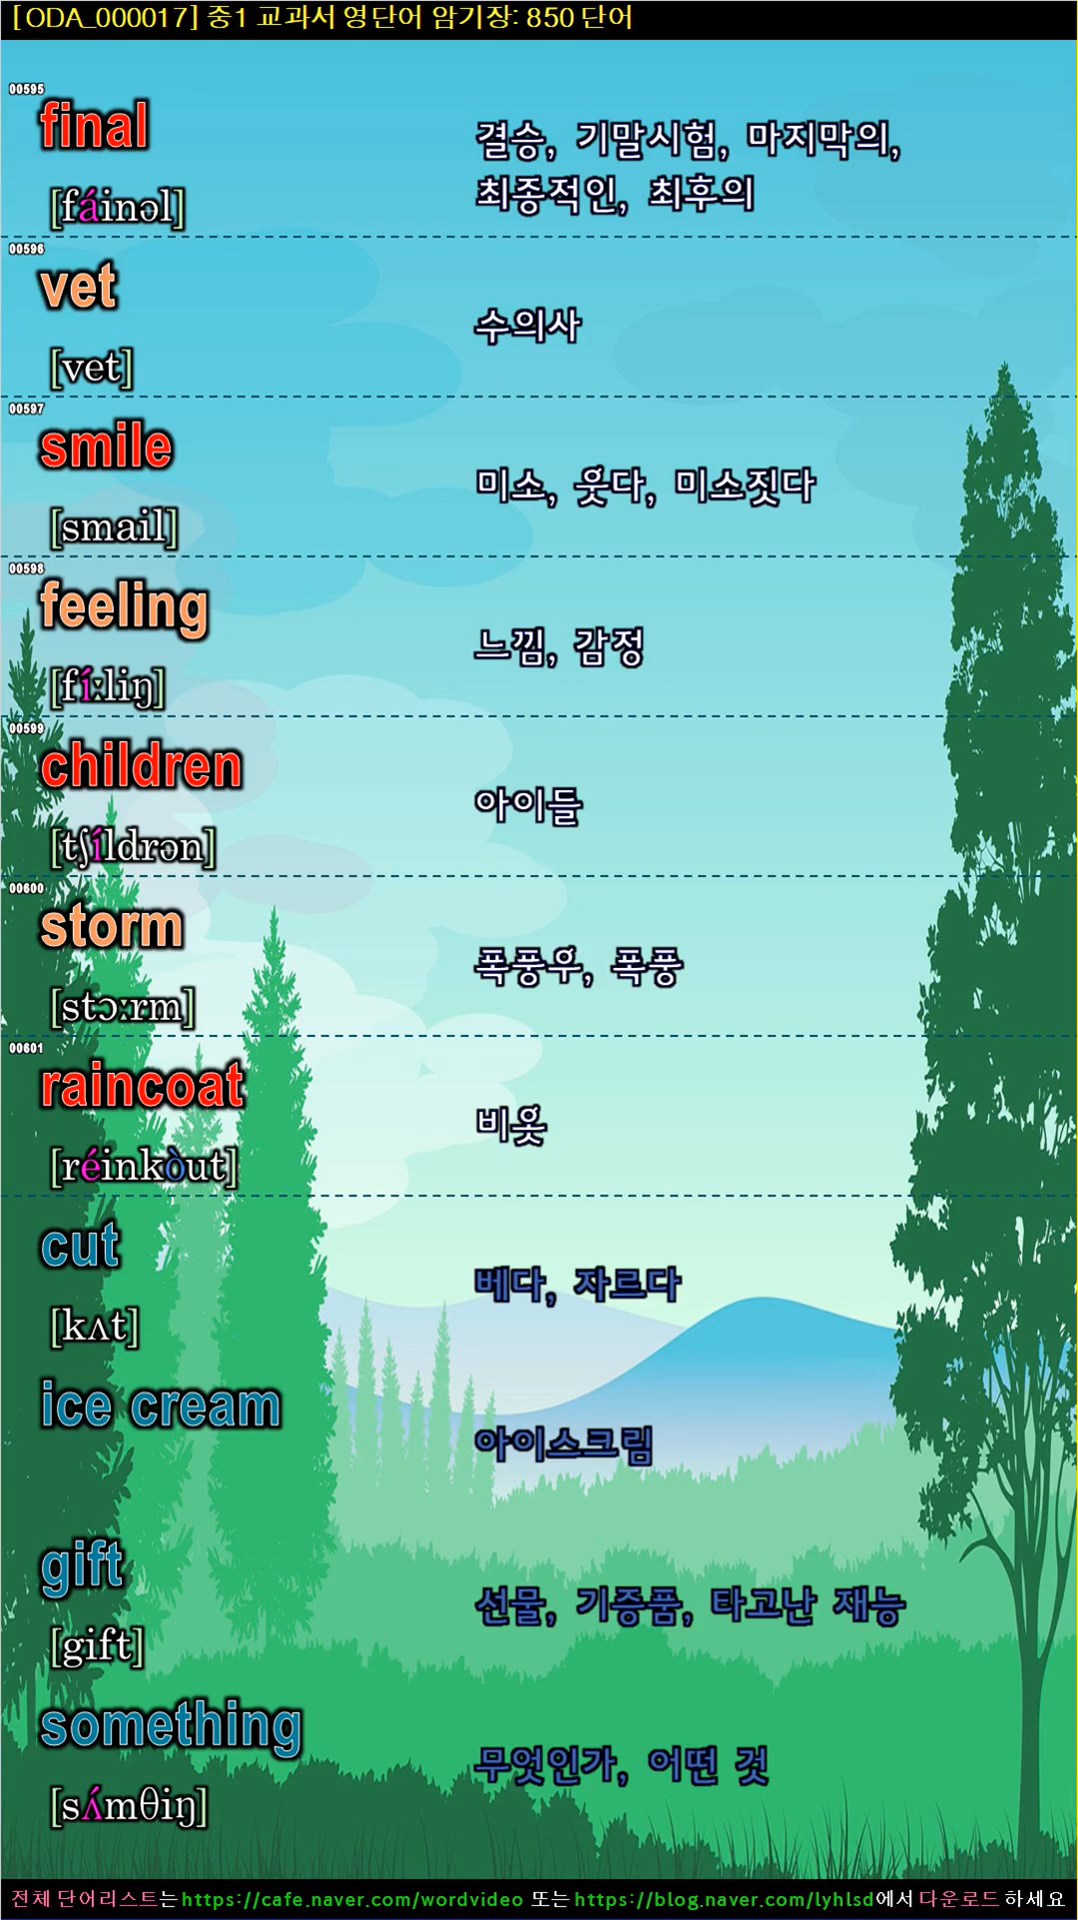 [ODA_000017] 중1 교과서 영단어 암기장: 850 단어
00595
final
[fáinəl]
결승, 기말시험, 마지막의,
최종적인, 최후의
00596
vet
[vet]
수의사
00597
smile
[smail]
미소, 웃다, 미소짓다
00598
feeling
[fíːliŋ]
느낌, 감정
00599
children
[tʃíldrən]
아이들
00600
storm
[stɔːrm]
폭풍우, 폭풍
00601
raincoat
[réinkòut]
비옷
cut
[kʌt]
베다, 자르다
ice cream
아이스크림
gift
[gift]
선물, 기증품, 타고난 재능
something
[sʌ́mθiŋ]
무엇인가, 어떤 것
전체 단어리스트는 https://cafe.naver.com/wordvideo 또는 https://blog.naver.com/lyhlsd에서 다운로드 하세요